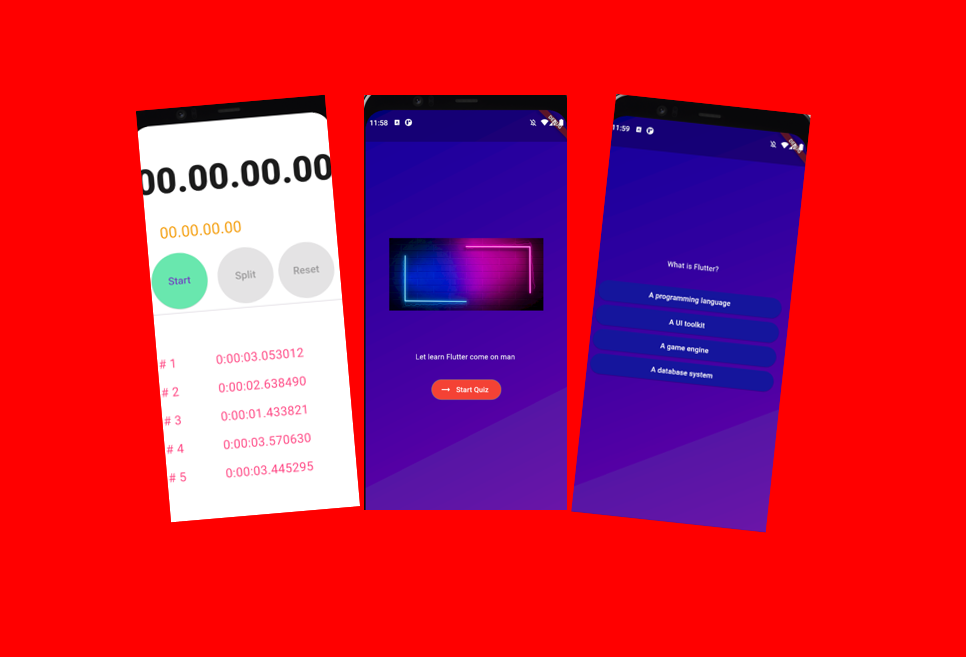 00.00.00.00
00.00.00.00
Start
Split
Reset
# 1 0:00:03.053012
# 2 0:00:02.638490
# 3 0:00:01.433821
# 4 0:00:03.570630
# 5 0:00:03.445295
11:58
Let learn Flutter come on man
→ Start Quiz
11:59
What is Flutter?
A programming language
A UI toolkit
A game engine
A database system